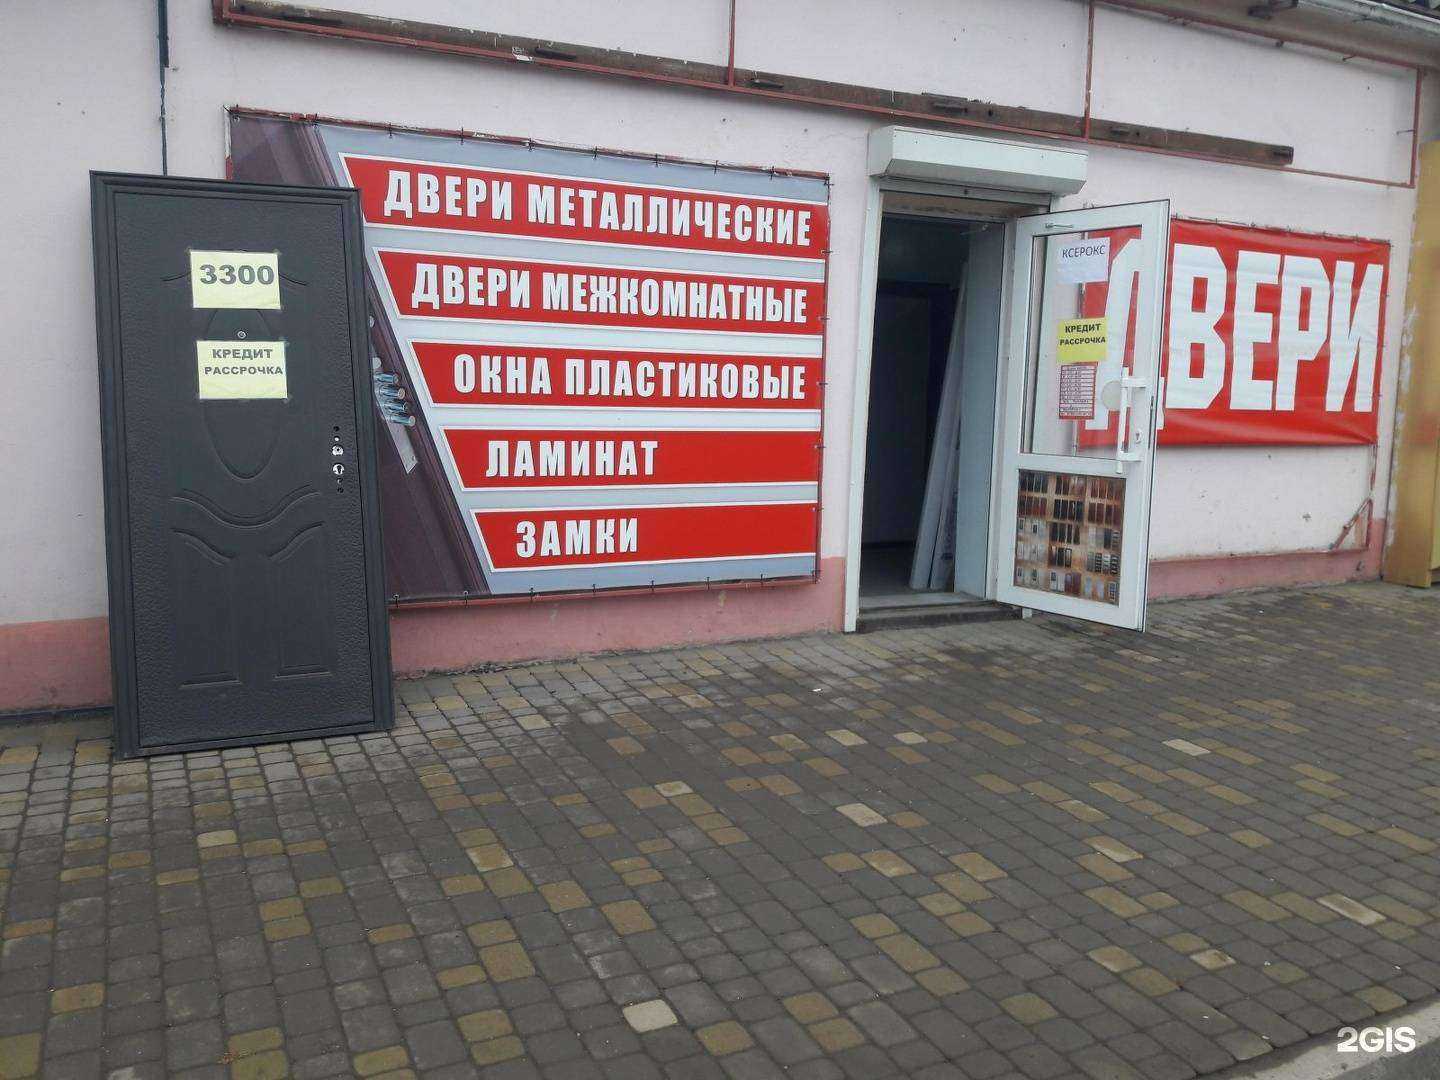 3300
КРЕДИТ
РАССРОЧКА
ДВЕРИ МЕТАЛЛИЧЕСКИЕ
ДВЕРИ МЕЖКОМНАТНЫЕ
ОКНА ПЛАСТИКОВЫЕ
ЛАМИНАТ
ЗАМКИ
КСЕРОКС
КРЕДИТ
РАССРОЧКА
ДВЕРИ
2GIS